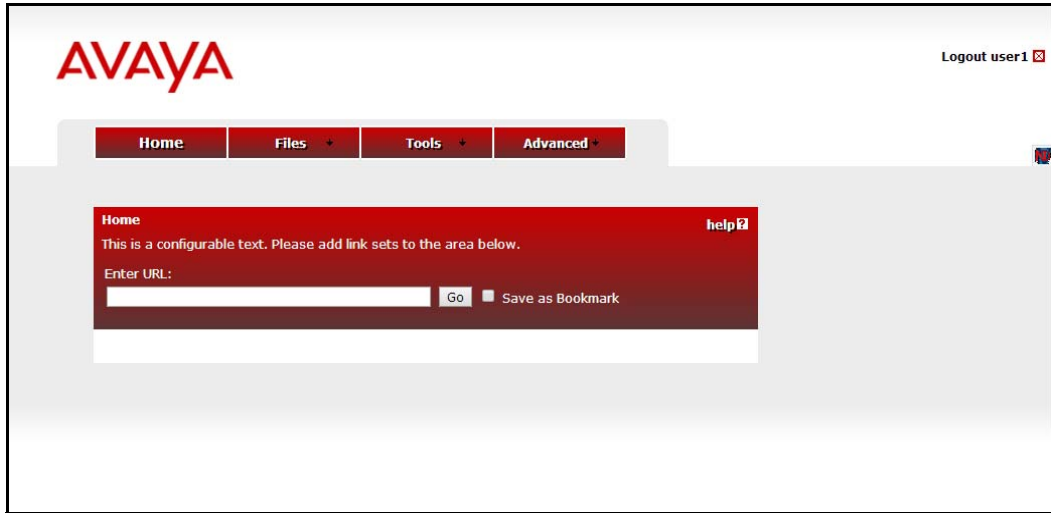 AVAYA
Logout user1
Home Files Tools Advanced
Home
help?
This is a configurable text. Please add link sets to the area below.
Enter URL:
Go Save as Bookmark